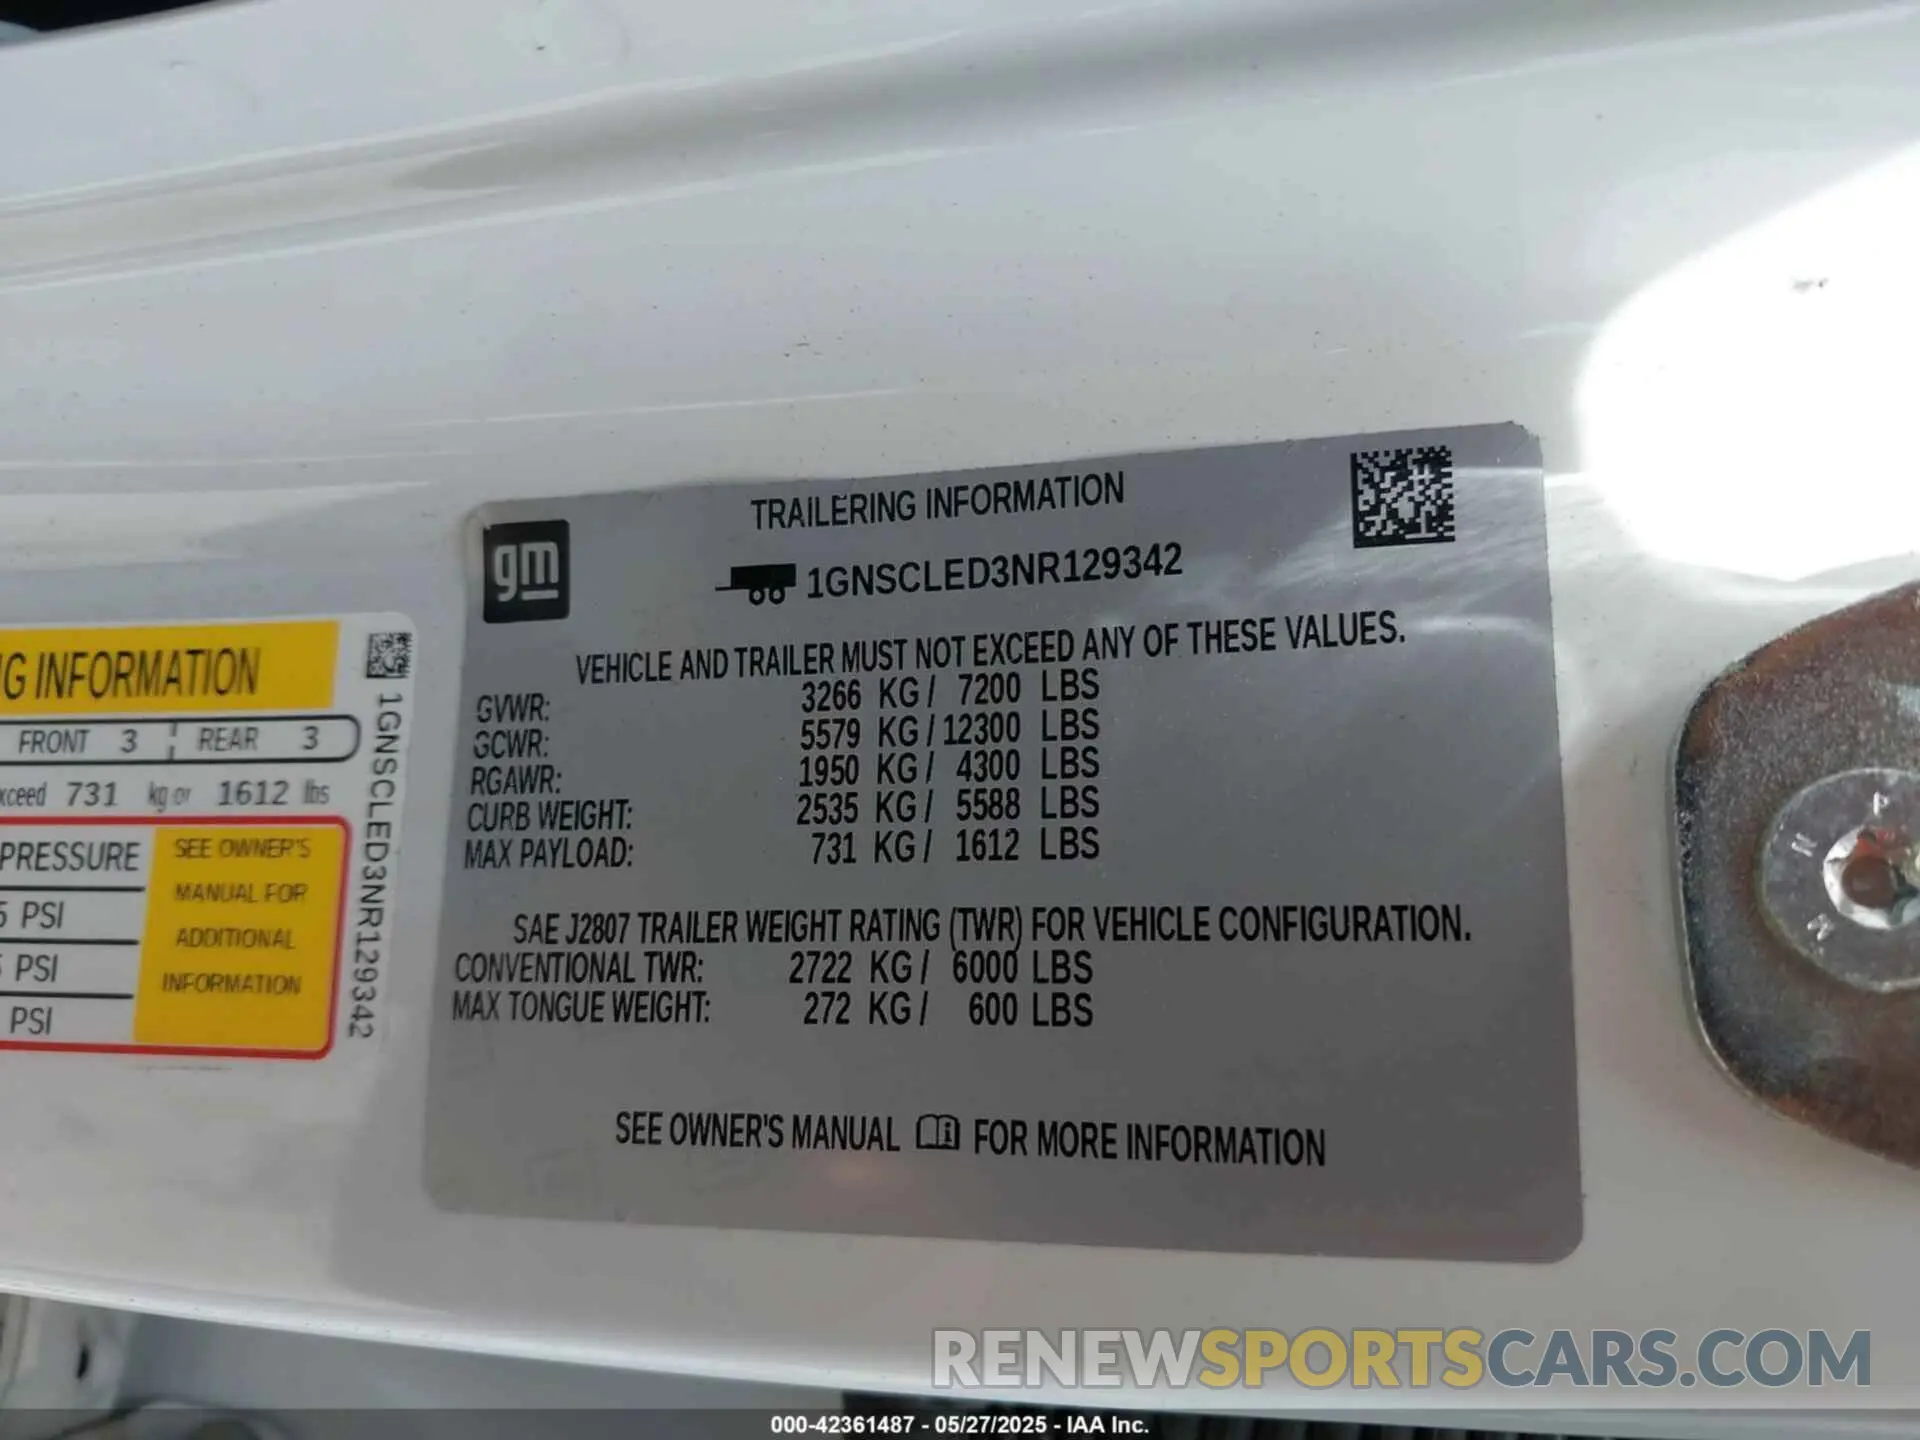 TRAILERING INFORMATION
gm
1GNSCLED3NR129342
VEHICLE AND TRAILER MUST NOT EXCEED ANY OF THESE VALUES.
GVWR: 3266 KG / 7200 LBS
GCWR: 5579 KG / 12300 LBS
RGAWR: 1950 KG / 4300 LBS
CURB WEIGHT: 2535 KG / 5588 LBS
MAX PAYLOAD: 731 KG / 1612 LBS
SAE J2807 TRAILER WEIGHT RATING (TWR) FOR VEHICLE CONFIGURATION.
CONVENTIONAL TWR: 2722 KG / 6000 LBS
MAX TONGUE WEIGHT: 272 KG / 600 LBS
SEE OWNER'S MANUAL FOR MORE INFORMATION
INFORMATION
FRONT 3 REAR 3
731 kg or 1612 lbs
PRESSURE
PSI
PSI
PSI
SEE OWNER'S
MANUAL FOR
ADDITIONAL
INFORMATION
1GNSCLED3NR129342
RENEWSPORTSCARS.COM
000-42361487 - 05/27/2025 - IAA Inc.